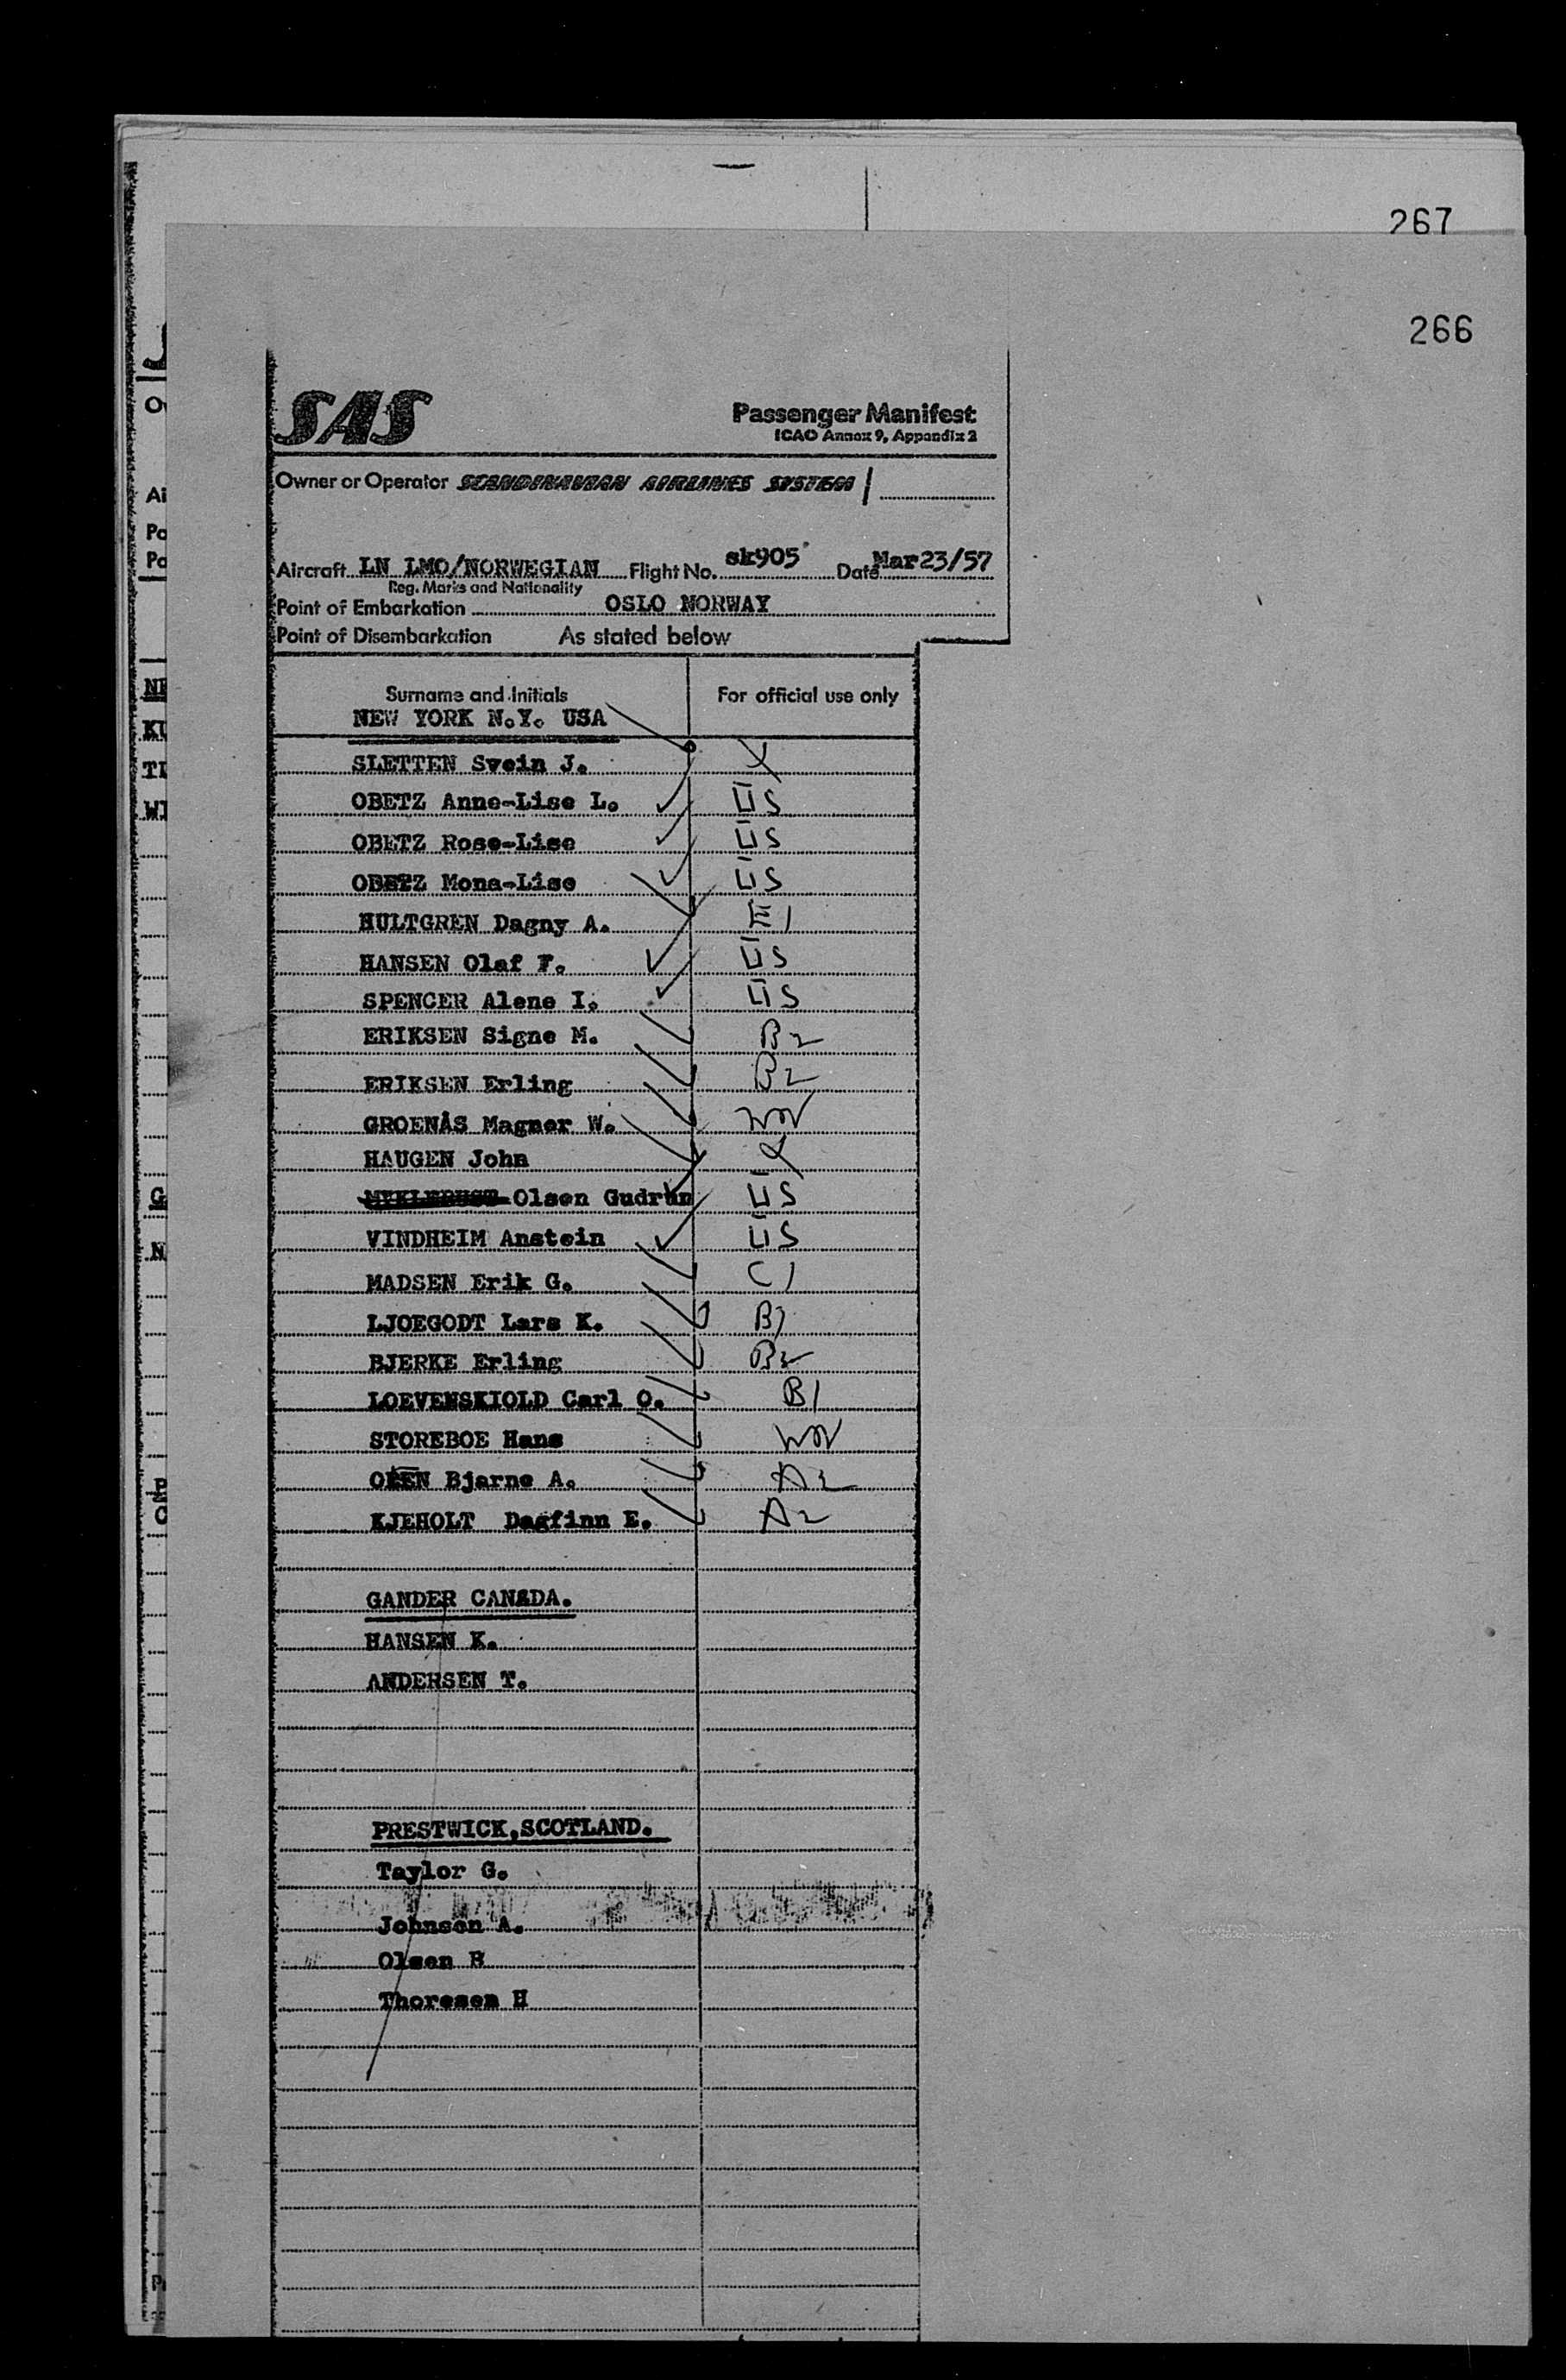 267
266
SAS
Passenger Manifest
ICAO Annex 9, Appendix 2
Owner or Operator SCANDINAVIAN AIRLINES SYSTEM
Aircraft LN LMO/NORWEGIAN Flight No. sk905 Date Mar 23/57
Reg. Marks and Nationality
Point of Embarkation OSLO NORWAY
Point of Disembarkation As stated below
Surname and Initials For official use only
NEW YORK N.Y. USA
SLETTEN Svein J.
OBETZ Anne-Lise L. US
OBETZ Rose-Lise US
OBETZ Mona-Lise US
HULTGREN Dagny A. E1
HANSEN Olaf F. US
SPENCER Alene I. US
ERIKSEN Signe M. B2
ERIKSEN Erling B2
GROENÅS Magner W.
HAUGEN John
Olsen Gudrun US
VINDHEIM Anstein US
MADSEN Erik G. C1
LJOEGODT Lars K. B1
BJERKE Erling B2
LOEVENSKIOLD Carl O. B1
STOREBOE Hans
Bjarne A. A2
KJEHOLT Dagfinn E. A2
GANDER CANADA.
HANSEN K.
ANDERSEN T.
PRESTWICK,SCOTLAND.
Taylor G.
Johnsen A.
Olsen B
Thoresen H